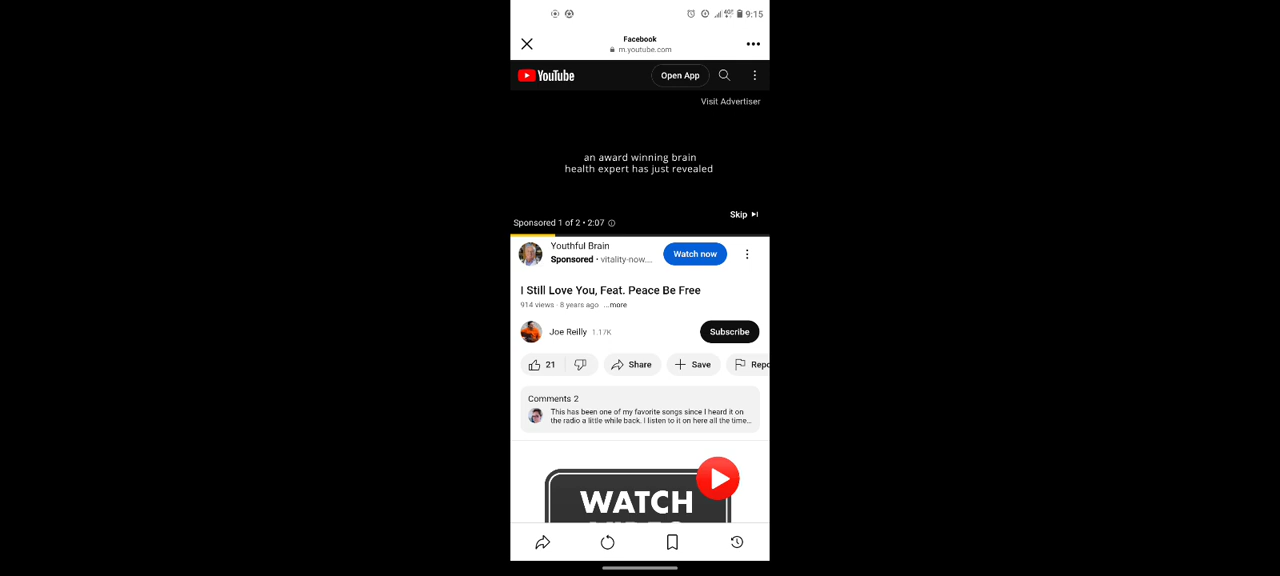 9:15
Facebook
m.youtube.com
YouTube
Open App
Visit Advertiser
an award winning brain
health expert has just revealed
Skip
Sponsored 1 of 2 • 2:07
Youthful Brain
Sponsored · vitality-now....
Watch now
I Still Love You, Feat. Peace Be Free
914 views · 8 years ago ...more
Joe Reilly 1.17K
Subscribe
21
Share
Save
Repo
Comments 2
This has been one of my favorite songs since I heard it on
the radio a little while back. I listen to it on here all the time...
WATCH